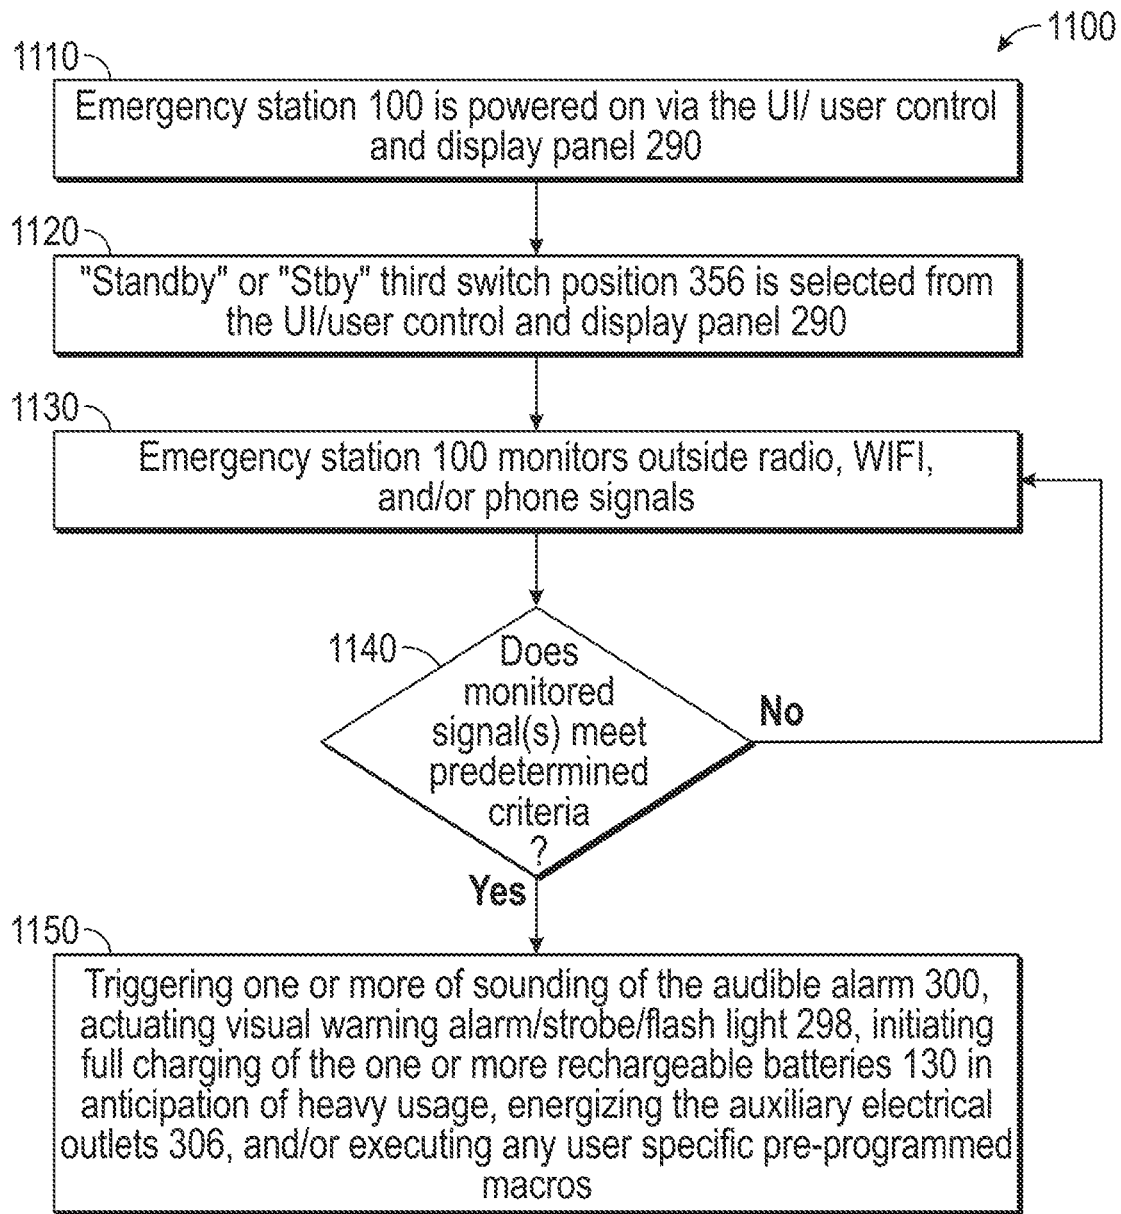 1100
1110
Emergency station 100 is powered on via the UI/ user control
and display panel 290
1120
"Standby" or "Stby" third switch position 356 is selected from
the UI/user control and display panel 290
1130
Emergency station 100 monitors outside radio, WIFI,
and/or phone signals
1140
Does
monitored
signal(s) meet
predetermined
criteria
?
No
Yes
1150
Triggering one or more of sounding of the audible alarm 300,
actuating visual warning alarm/strobe/flash light 298, initiating
full charging of the one or more rechargeable batteries 130 in
anticipation of heavy usage, energizing the auxiliary electrical
outlets 306, and/or executing any user specific pre-programmed
macros